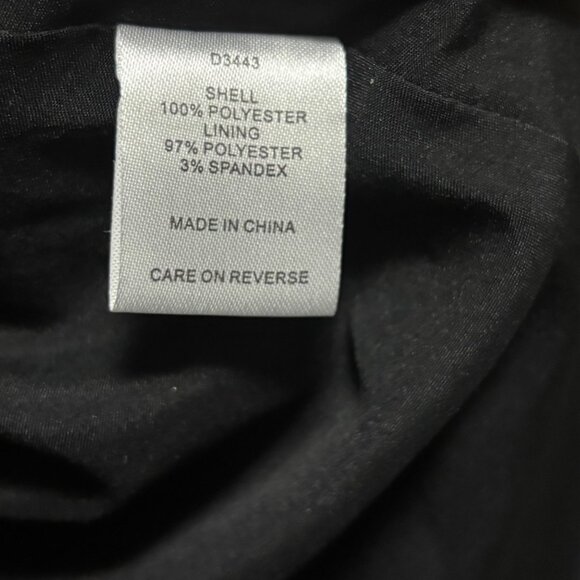 D3443
SHELL
100% POLYESTER
LINING
97% POLYESTER
3% SPANDEX
MADE IN CHINA
CARE ON REVERSE